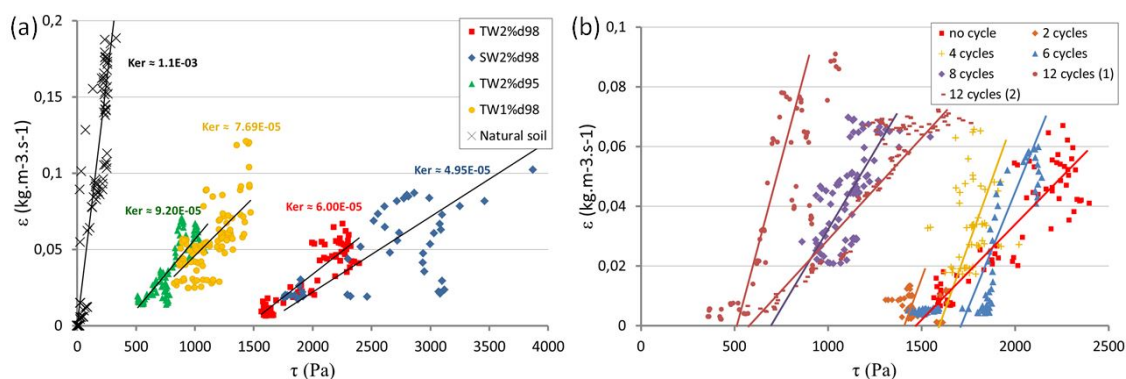 (a)
ε (kg.m-3.s-1)
0,2
0,15
0,1
0,05
0
0 500 1000 1500 2000 2500 3000 3500 4000
τ (Pa)
Ker ≈ 1.1E-03
Ker ≈ 7.69E-05
Ker ≈ 9.20E-05
Ker ≈ 6.00E-05
Ker ≈ 4.95E-05
TW2%d98
SW2%d98
TW2%d95
TW1%d98
Natural soil
(b)
ε (kg.m-3.s-1)
0,1
0,08
0,06
0,04
0,02
0
0 500 1000 1500 2000 2500
τ (Pa)
no cycle 2 cycles
4 cycles 6 cycles
8 cycles 12 cycles (1)
12 cycles (2)